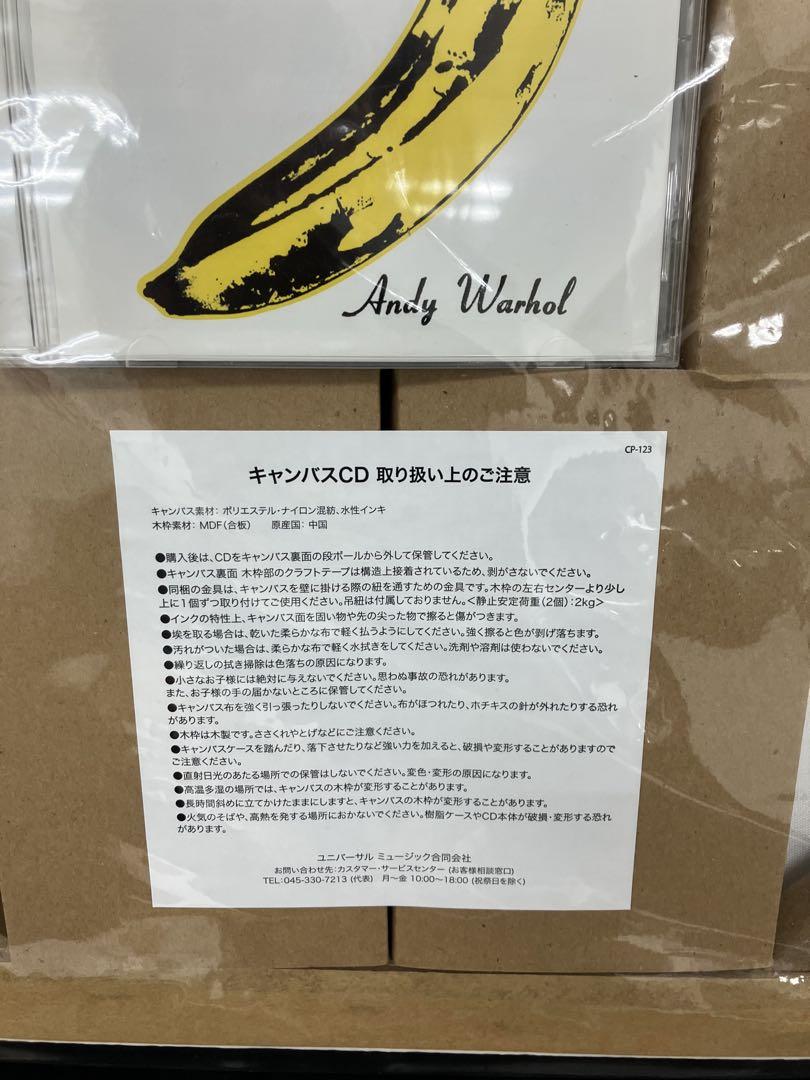 Andy Warhol
CP-123
キャンバスCD 取り扱い上のご注意
キャンバス素材: ポリエステル・ナイロン混紡、水性インキ
木枠素材: MDF(合板) 原産国: 中国
●購入後は、CDをキャンバス裏面の段ボールから外して保管してください。
●キャンバス裏面 木枠部のクラフトテープは構造上接着されているため、剥がさないでください。
●同梱の金具は、キャンバスを壁に掛ける際の紐を通すための金具です。木枠の左右センターより少し
上に1個ずつ取り付けてご使用ください。吊紐は付属しておりません。<静止安定荷重(2個):2kg>
●インクの特性上、キャンバス面を固い物や先の尖った物で擦ると傷がつきます。
●埃を取る場合は、乾いた柔らかな布で軽く払うようにしてください。強く擦ると色が剥げ落ちます。
●汚れがついた場合は、柔らかな布で軽く水拭きをしてください。洗剤や溶剤は使わないでください。
●繰り返しの拭き掃除は色落ちの原因になります。
●小さなお子様には絶対に与えないでください。思わぬ事故の恐れがあります。
また、お子様の手の届かないところに保管してください。
●キャンバス布を強く引っ張ったりしないでください。布がほつれたり、ホチキスの針が外れたりする恐れ
があります。
●木枠は木製です。ささくれやとげなどにご注意ください。
●キャンバスケースを踏んだり、落下させたりなど強い力を加えると、破損や変形することがありますので
ご注意ください。
●直射日光のあたる場所での保管はしないでください。変色・変形の原因になります。
●高温多湿の場所では、キャンバスの木枠が変形することがあります。
●長時間斜めに立てかけたままにしますと、キャンバスの木枠が変形することがあります。
●火気のそばや、高熱を発する場所におかないでください。樹脂ケースやCD本体が破損・変形する恐れ
があります。
ユニバーサル ミュージック合同会社
お問い合わせ先: カスタマー・サービスセンター (お客様相談窓口)
TEL:045-330-7213 (代表) 月〜金 10:00〜18:00 (祝祭日を除く)